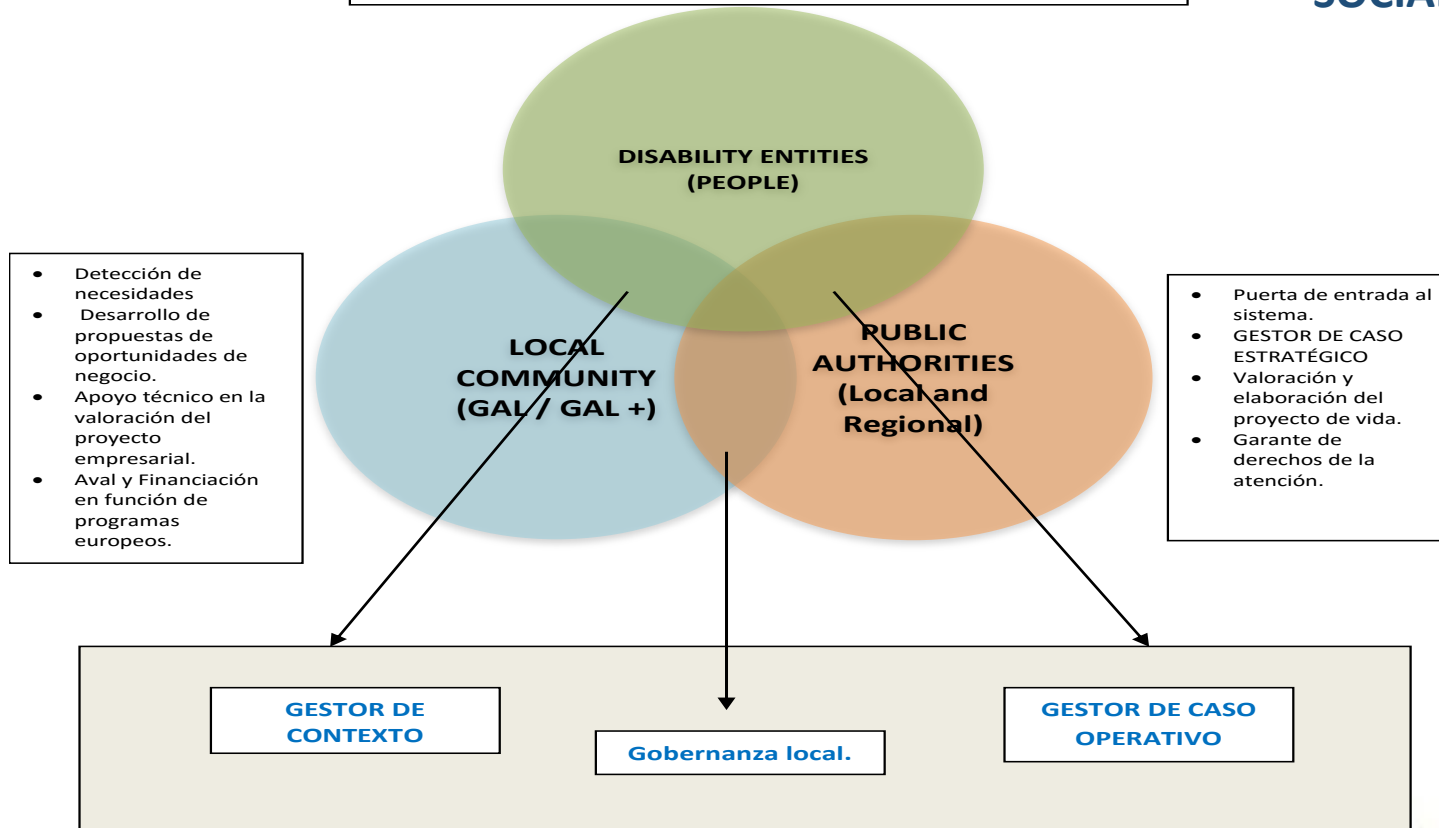 DISABILITY ENTITIES
(PEOPLE)
• Detección de
necesidades
• Desarrollo de
propuestas de
oportunidades de
negocio.
• Apoyo técnico en la
valoración del
proyecto
empresarial.
• Aval y Financiación
en función de
programas
europeos.
LOCAL
COMMUNITY
(GAL / GAL +)
PUBLIC
AUTHORITIES
(Local and
Regional)
• Puerta de entrada al
sistema.
• GESTOR DE CASO
ESTRATÉGICO
• Valoración y
elaboración del
proyecto de vida.
• Garante de
derechos de la
atención.
GESTOR DE
CONTEXTO
Gobernanza local.
GESTOR DE CASO
OPERATIVO